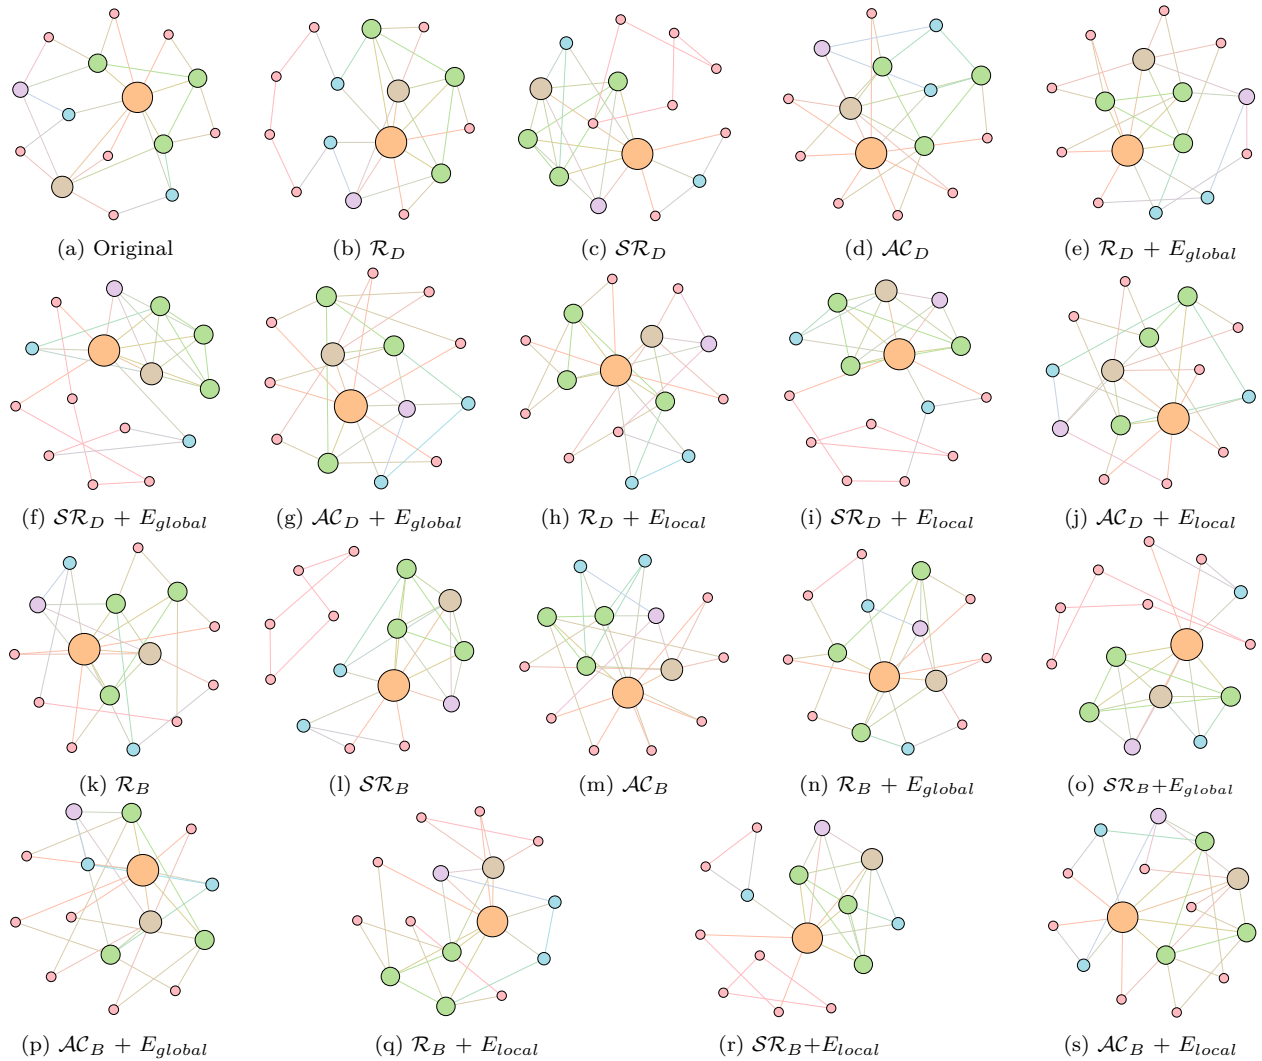 (a) Original (b) $\mathcal{R}_D$ (c) $\mathcal{SR}_D$ (d) $\mathcal{AC}_D$ (e) $\mathcal{R}_D$ + $E_{global}$
(f) $\mathcal{SR}_D$ + $E_{global}$ (g) $\mathcal{AC}_D$ + $E_{global}$ (h) $\mathcal{R}_D$ + $E_{local}$ (i) $\mathcal{SR}_D$ + $E_{local}$ (j) $\mathcal{AC}_D$ + $E_{local}$
(k) $\mathcal{R}_B$ (l) $\mathcal{SR}_B$ (m) $\mathcal{AC}_B$ (n) $\mathcal{R}_B$ + $E_{global}$ (o) $\mathcal{SR}_B$+$E_{global}$
(p) $\mathcal{AC}_B$ + $E_{global}$ (q) $\mathcal{R}_B$ + $E_{local}$ (r) $\mathcal{SR}_B$+$E_{local}$ (s) $\mathcal{AC}_B$ + $E_{local}$